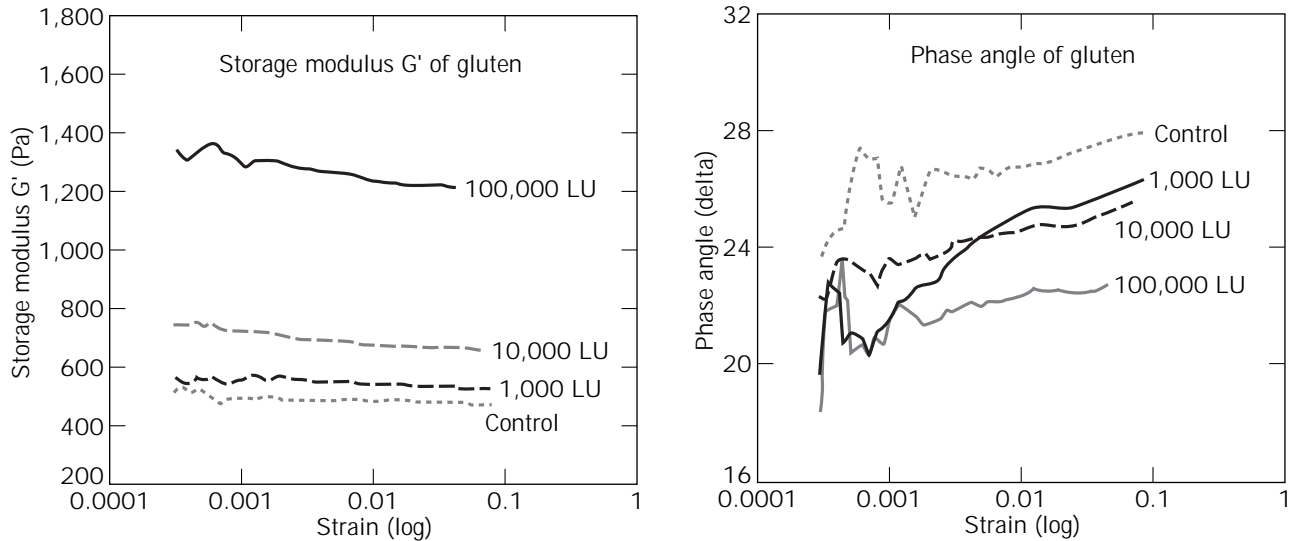 Storage modulus G' of gluten
Storage modulus G' (Pa)
1,800
1,600
1,400
1,200
1,000
800
600
400
200
100,000 LU
10,000 LU
1,000 LU
Control
0.0001
0.001
0.01
0.1
1
Strain (log)
Phase angle of gluten
Phase angle (delta)
32
28
24
20
16
Control
1,000 LU
10,000 LU
100,000 LU
0.0001
0.001
0.01
0.1
1
Strain (log)